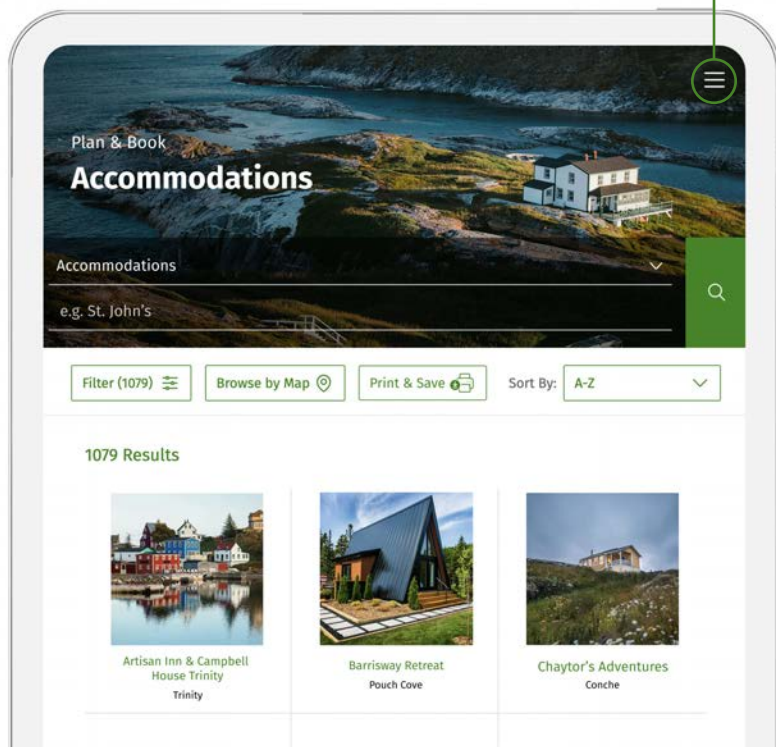 Plan & Book
Accommodations
Accommodations
e.g. St. John's
Filter (1079)
Browse by Map
Print & Save
Sort By:
A-Z
1079 Results
Artisan Inn & Campbell
House Trinity
Trinity
Barrisway Retreat
Pouch Cove
Chaytor's Adventures
Conche